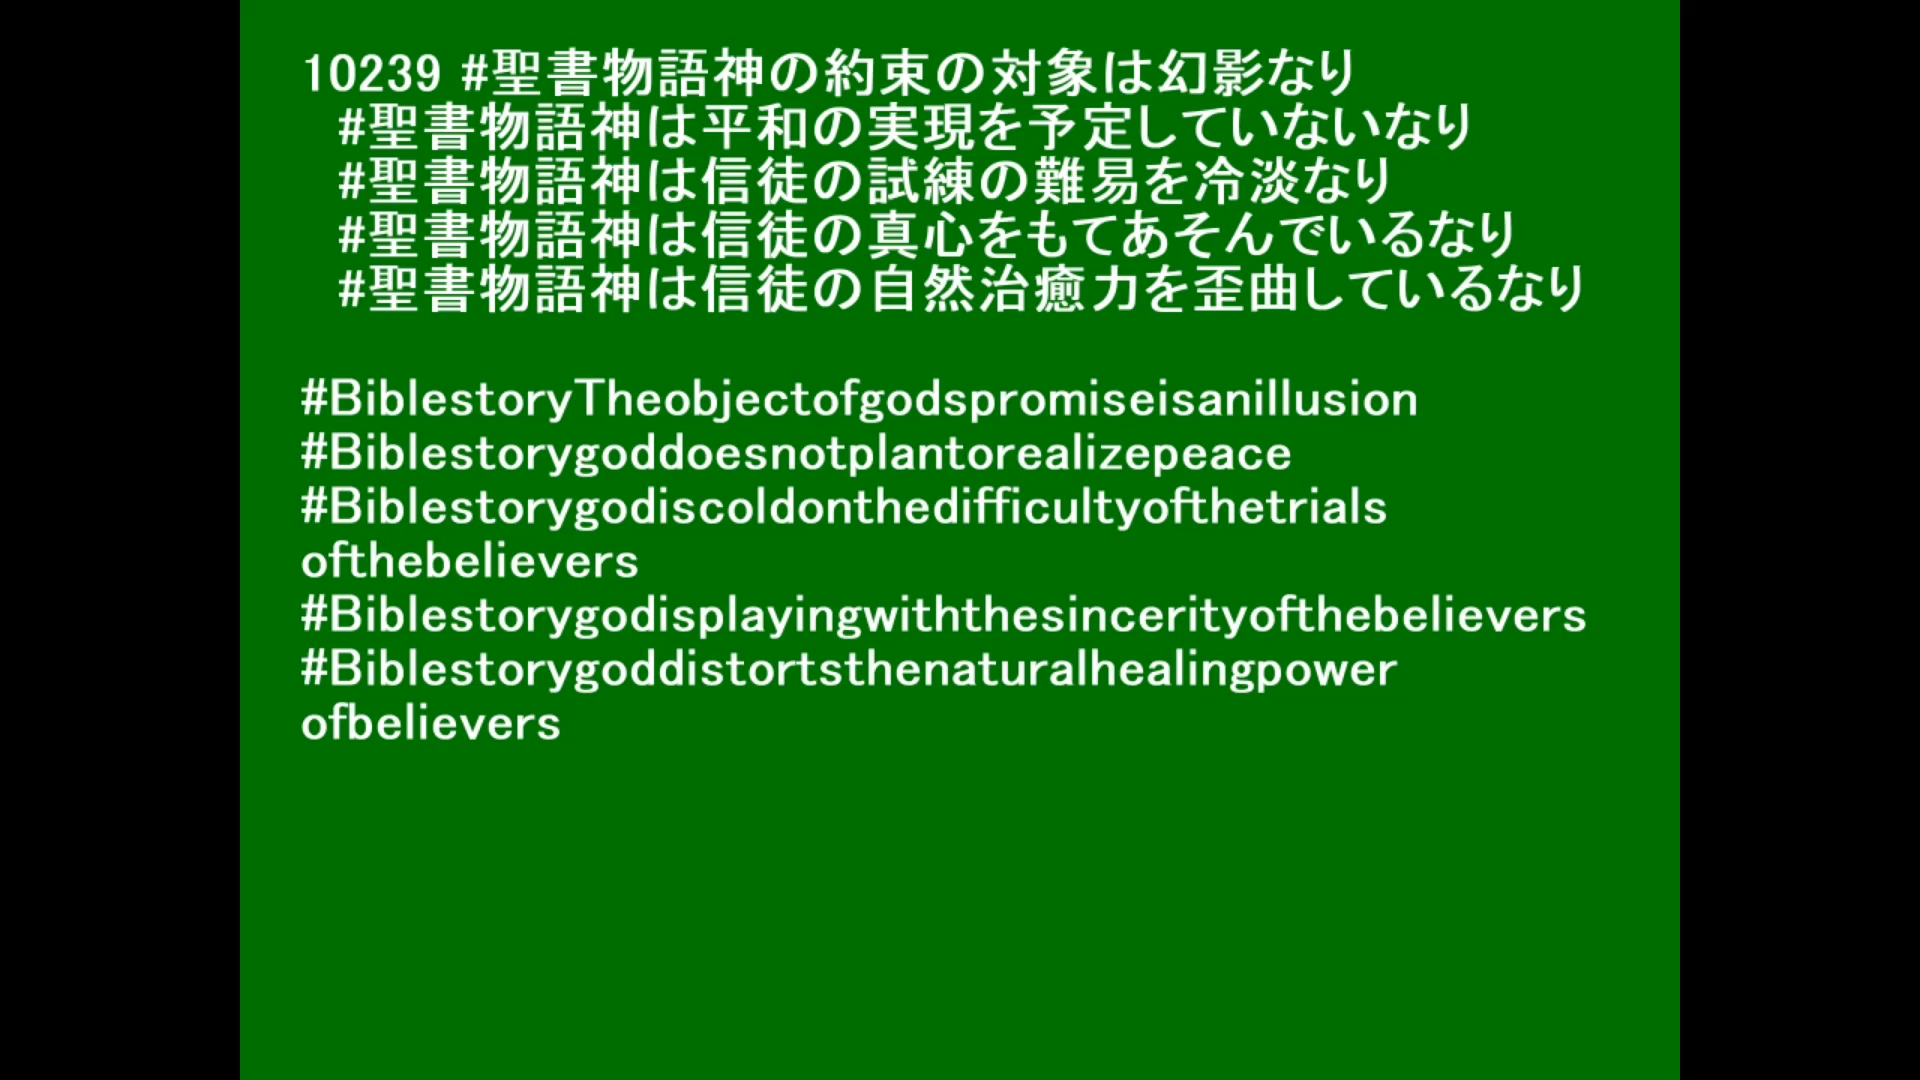 10239 #聖書物語神の約束の対象は幻影なり
#聖書物語神は平和の実現を予定していないなり
#聖書物語神は信徒の試練の難易を冷淡なり
#聖書物語神は信徒の真心をもてあそんでいるなり
#聖書物語神は信徒の自然治癒力を歪曲しているなり
#BiblestoryTheobjectofgodspromiseisanillusion
#Biblestorygoddoesnotplantorealizepeace
#Biblestorygodiscoldonthedifficultyofthetrials
ofthebelievers
#Biblestorygodisplayingwiththesincerityofthebelievers
#Biblestorygoddistortsthenaturalhealingpower
ofbelievers